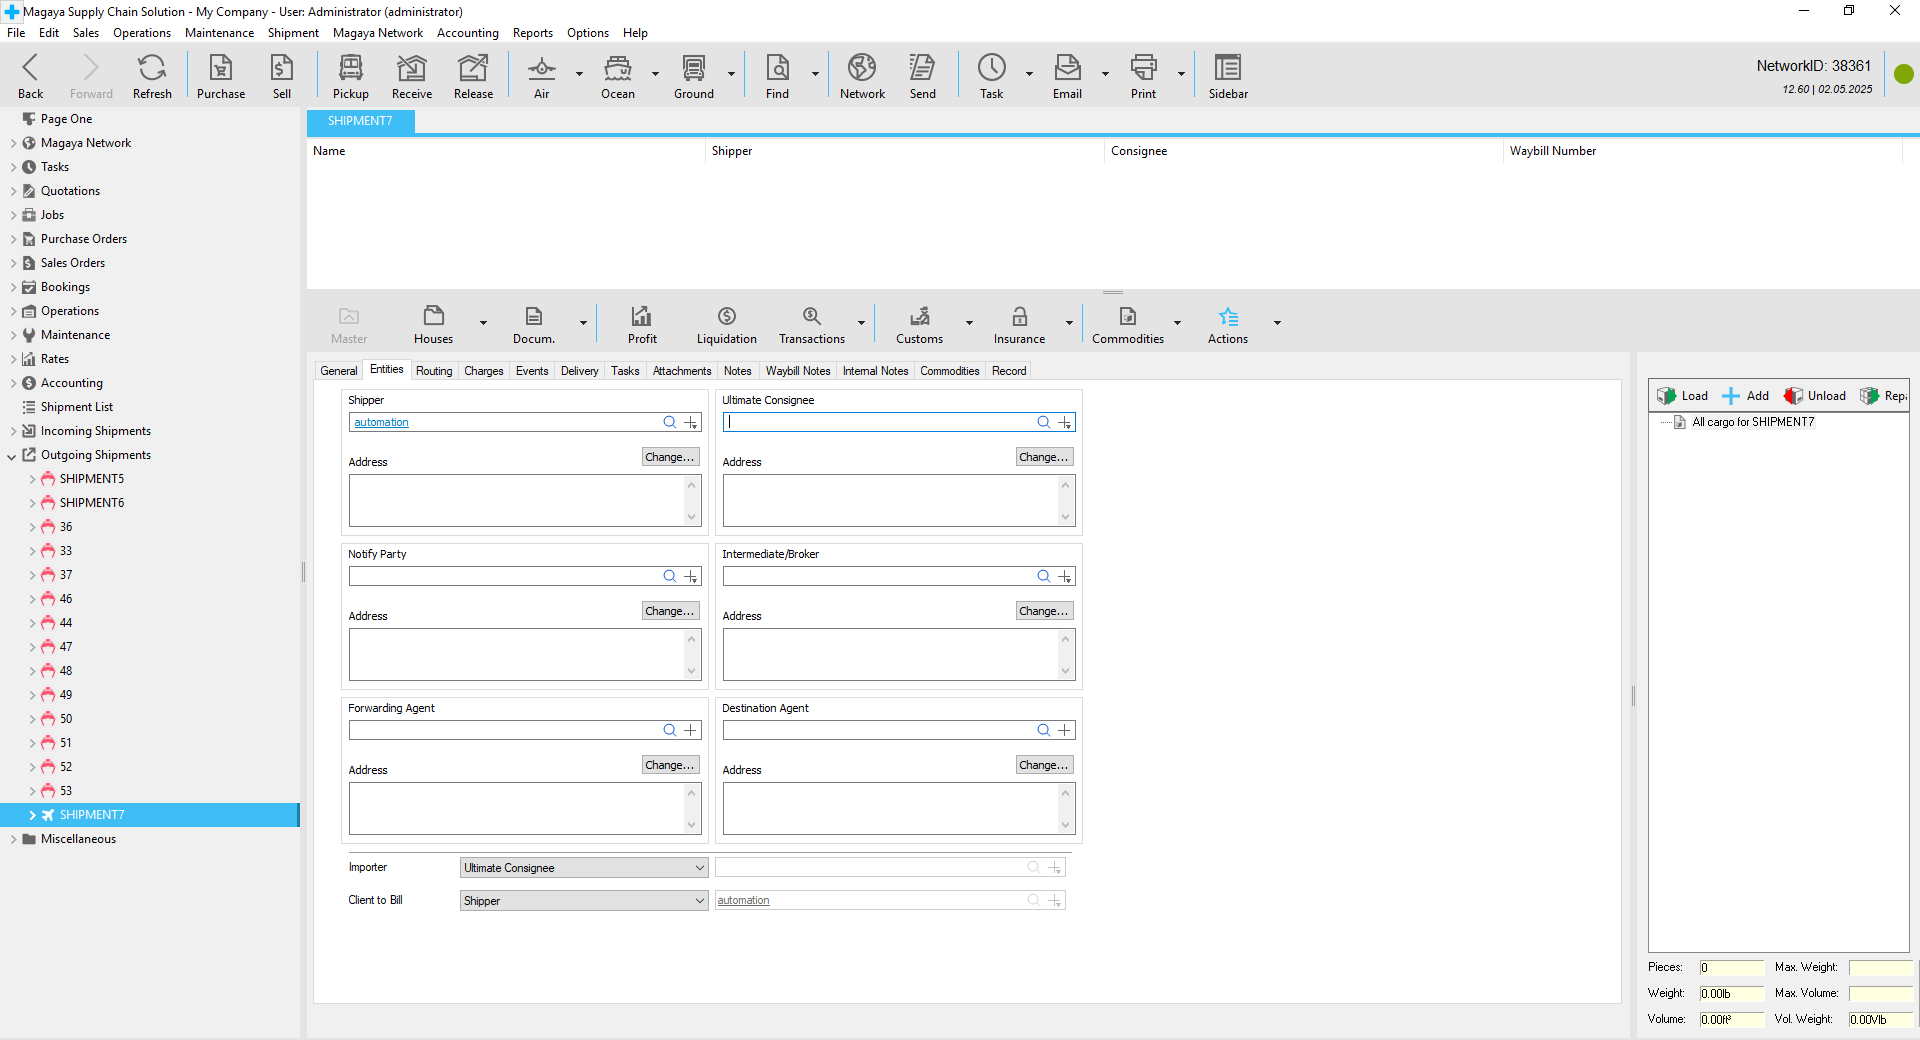 Magaya Supply Chain Solution - My Company - User: Administrator (administrator)
File Edit Sales Operations Maintenance Shipment Magaya Network Accounting Reports Options Help
Back Forward Refresh Purchase Sell Pickup Receive Release Air Ocean Ground Find Network Send Task Email Print Sidebar
NetworkID: 38361
12.60 | 02.05.2025
Page One
Magaya Network
Tasks
Quotations
Jobs
Purchase Orders
Sales Orders
Bookings
Operations
Maintenance
Rates
Accounting
Shipment List
Incoming Shipments
Outgoing Shipments
SHIPMENT5
SHIPMENT6
36
33
37
46
44
47
48
49
50
51
52
53
SHIPMENT7
Miscellaneous
SHIPMENT7
Name Shipper Consignee Waybill Number
Master Houses Docum. Profit Liquidation Transactions Customs Insurance Commodities Actions
General Entities Routing Charges Events Delivery Tasks Attachments Notes Waybill Notes Internal Notes Commodities Record
Shipper
automation
Address Change...
Ultimate Consignee
Address Change...
Notify Party
Address Change...
Intermediate/Broker
Address Change...
Forwarding Agent
Address Change...
Destination Agent
Address Change...
Importer Ultimate Consignee
Client to Bill Shipper automation
Load Add Unload Repa
All cargo for SHIPMENT7
Pieces: 0 Max. Weight:
Weight: 0.00lb Max. Volume:
Volume: 0.00ft³ Vol. Weight: 0.00Vlb